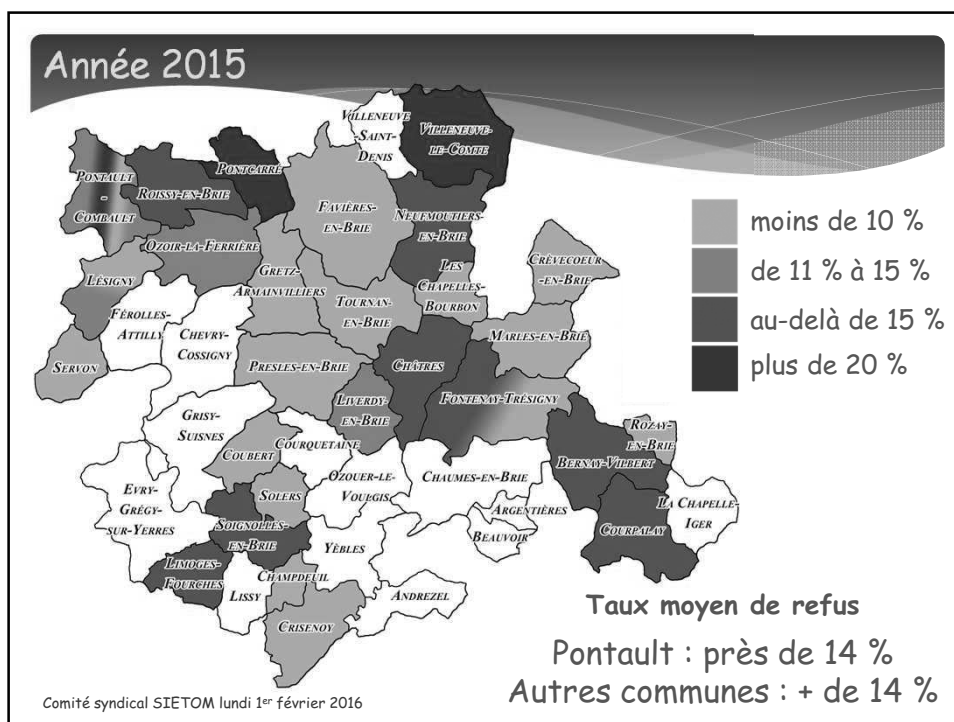 Année 2015
VILLENEUVE-
SAINT-
DENIS
VILLENEUVE-
LE-COMTE
PONTAULT
-
COMBAULT
ROISSY-EN-BRIE
PONTCARRÉ
FAVIÈRES-
EN-BRIE
NEUFMOUTIERS-
EN-BRIE
OZOIR-LA-FERRIÈRE
LÉSIGNY
GRETZ-
ARMAINVILLIERS
LES
CHAPELLES-
BOURBON
CRÈVECOEUR
-EN-BRIE
FÉROLLES-
ATTILLY
CHEVRY-
COSSIGNY
TOURNAN-
EN-BRIE
MARLES-EN-BRIE
SERVON
PRESLES-EN-BRIE
CHÂTRES
LIVERDY-
EN-BRIE
FONTENAY-TRÉSIGNY
GRISY-
SUISNES
COUBERT
COURQUETAINE
ROZAY-
EN-BRIE
BERNAY-VILBERT
EVRY-
GRÉGY-
SUR-YERRES
SOLERS
OZOUER-LE-
VOULGIS
CHAUMES-EN-BRIE
ARGENTIÈRES
BEAUVOIR
LA CHAPELLE-
IGER
COURPALAY
SOIGNOLLES-
EN-BRIE
YÈBLES
LIMOGES-
FOURCHES
LISSY
CHAMPDEUIL
ANDREZEL
CRISENOY
moins de 10 %
de 11 % à 15 %
au-delà de 15 %
plus de 20 %
Taux moyen de refus
Pontault : près de 14 %
Autres communes : + de 14 %
Comité syndical SIETOM lundi 1er février 2016